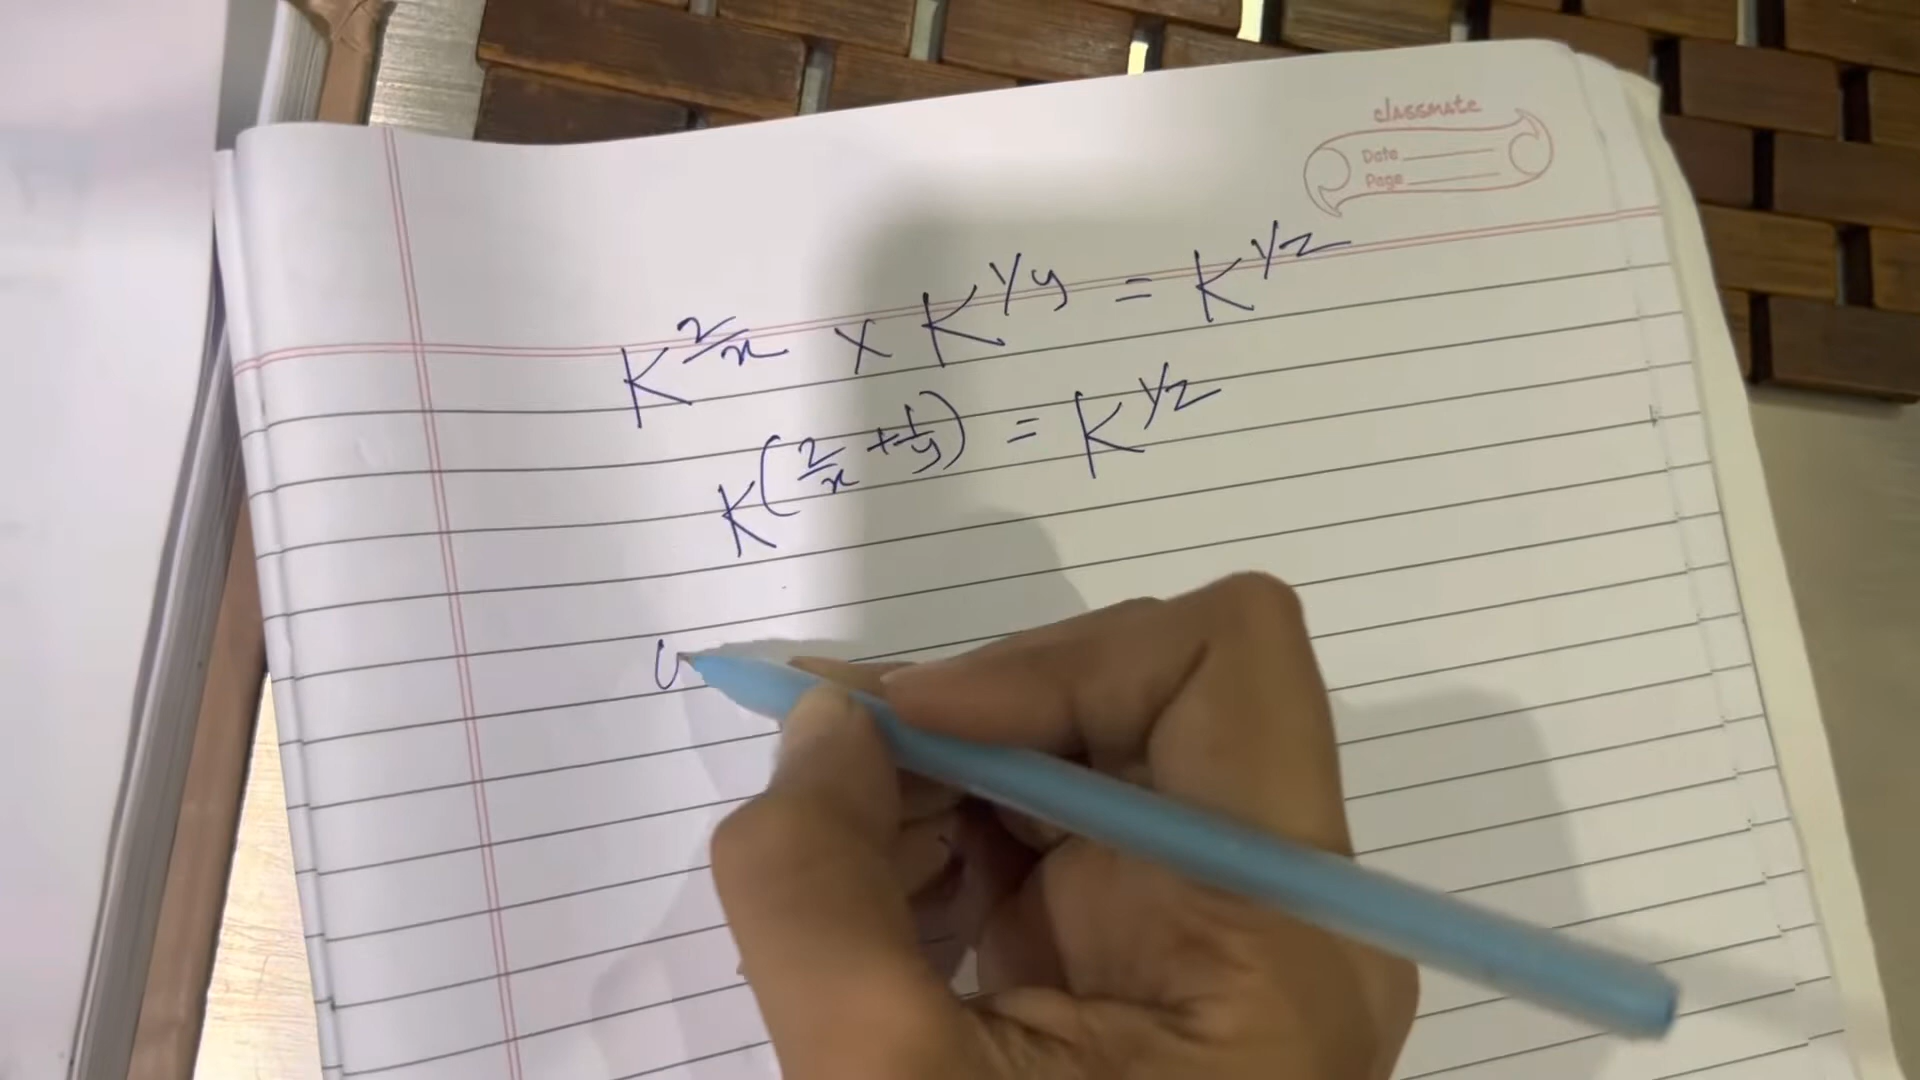 classmate
Date
Page
K^{2/x} × K^{1/y} = K^{1/z}
K^{(2/x + 1/y)} = K^{1/z}